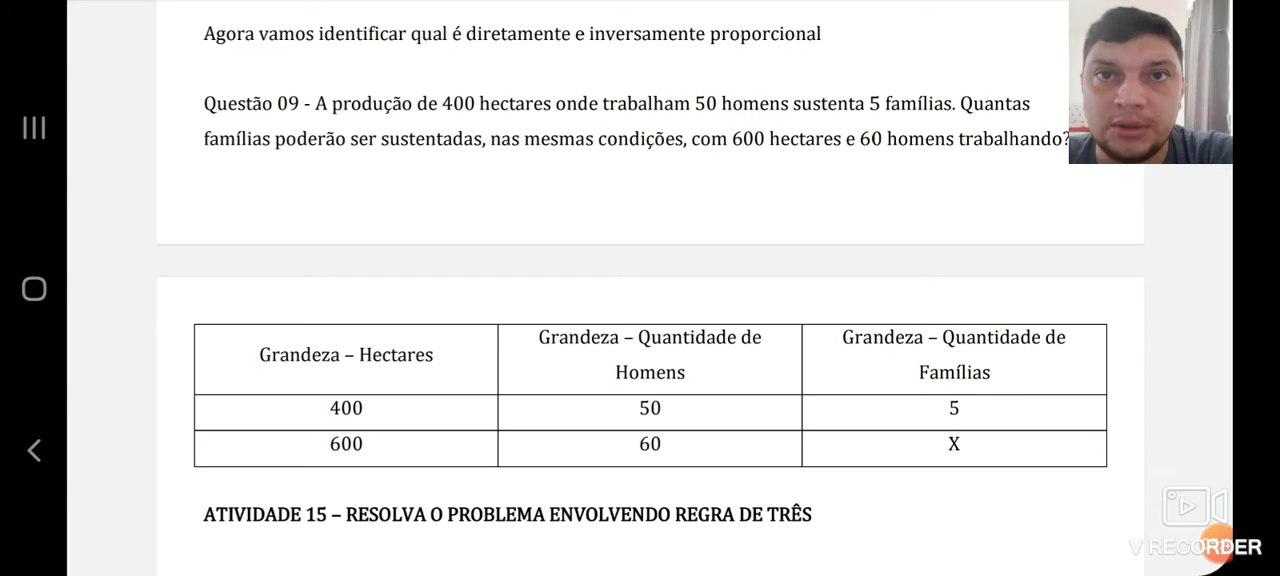 Agora vamos identificar qual é diretamente e inversamente proporcional
Questão 09 - A produção de 400 hectares onde trabalham 50 homens sustenta 5 famílias. Quantas
famílias poderão ser sustentadas, nas mesmas condições, com 600 hectares e 60 homens trabalhando?
Grandeza – Hectares
Grandeza – Quantidade de
Homens
Grandeza – Quantidade de
Famílias
400 50 5
600 60 X
ATIVIDADE 15 – RESOLVA O PROBLEMA ENVOLVENDO REGRA DE TRÊS
V RECORDER